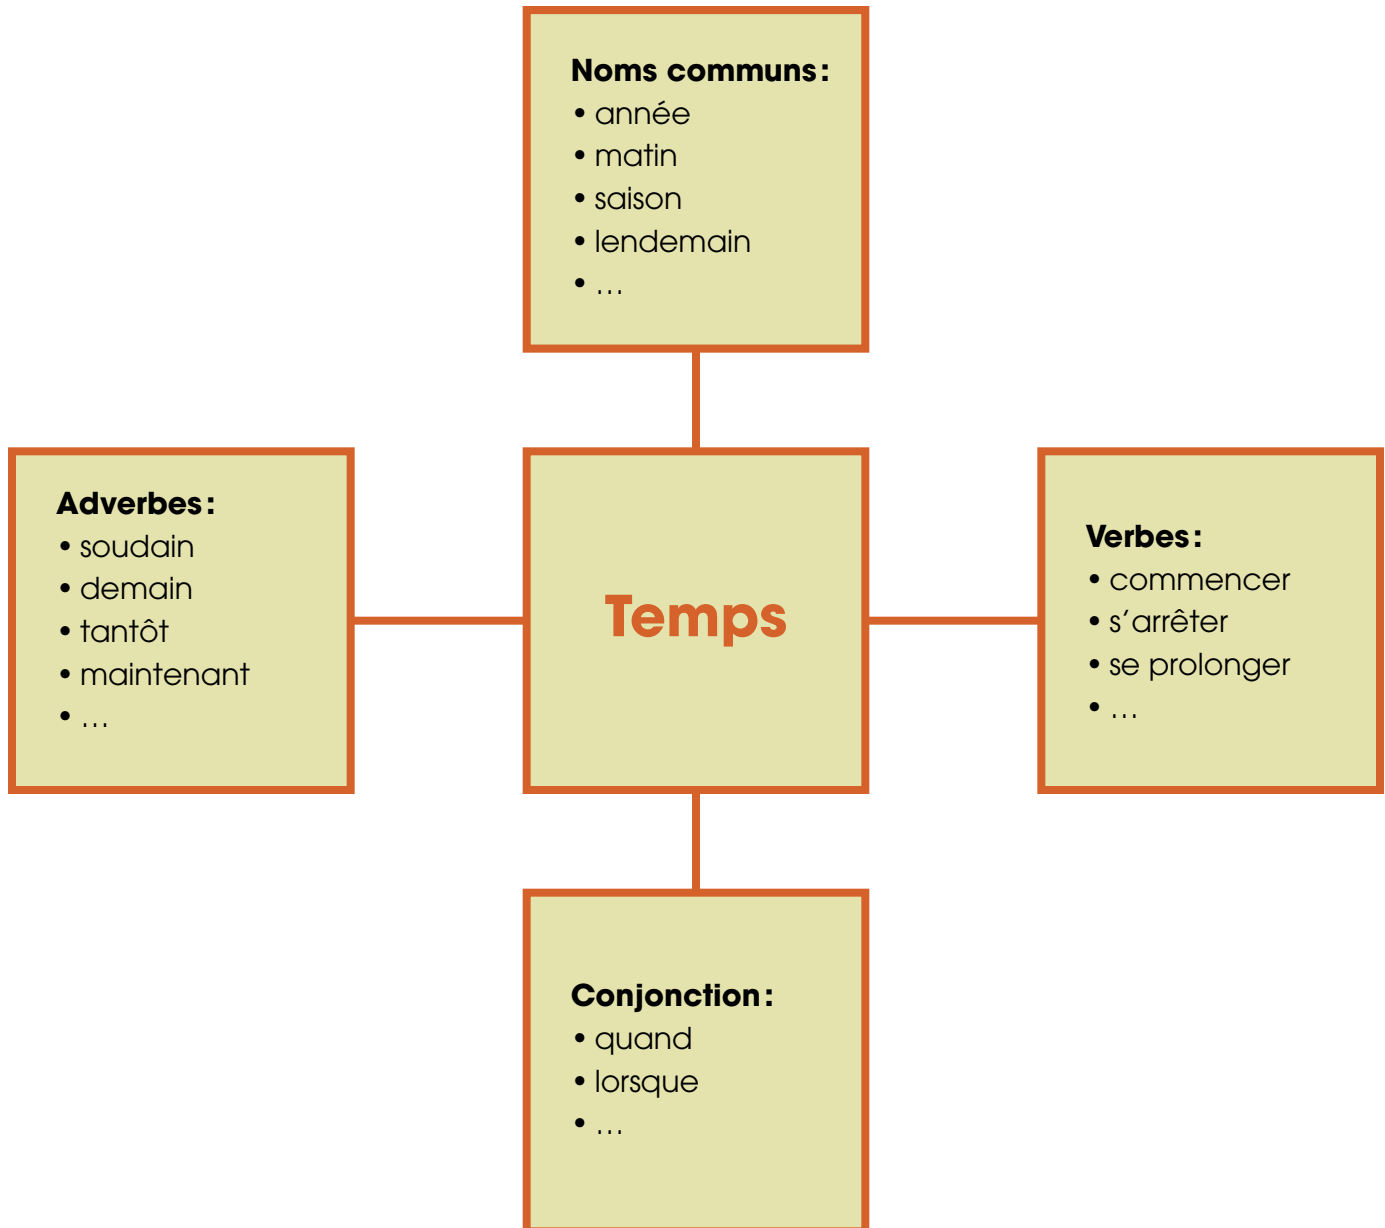 Noms communs :
• année
• matin
• saison
• lendemain
• …
Adverbes :
• soudain
• demain
• tantôt
• maintenant
• …
Temps
Verbes :
• commencer
• s’arrêter
• se prolonger
• …
Conjonction :
• quand
• lorsque
• …